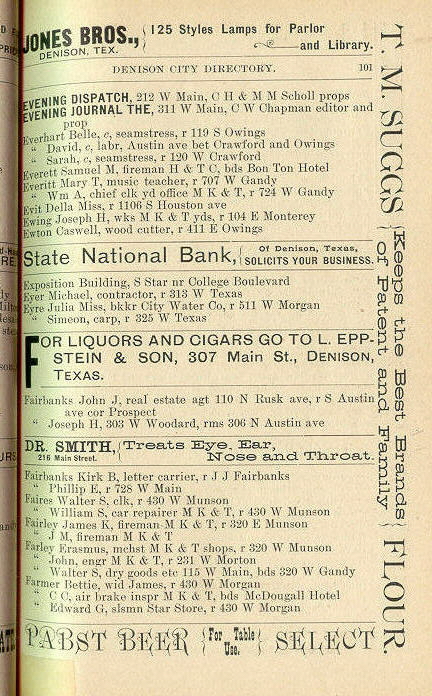 JONES BROS.,
DENISON, TEX.
125 Styles Lamps for Parlor
and Library.
DENISON CITY DIRECTORY. 101
EVENING DISPATCH, 212 W Main, C H & M M Scholl props
EVENING JOURNAL THE, 311 W Main, C W Chapman editor and
prop
Everhart Belle, c, seamstress, r 119 S Owings
“ David, c, labr, Austin ave bet Crawford and Owings
“ Sarah, c, seamstress, r 120 W Crawford
Everett Samuel M, fireman H & T C, bds Bon Ton Hotel
Everitt Mary T, music teacher, r 707 W Gandy
“ Wm A, chief clk yd office M K & T, r 724 W Gandy
Evit Della Miss, r 1106 S Houston ave
Ewing Joseph H, wks M K & T yds, r 104 E Monterey
Ewton Caswell, wood cutter, r 411 E Owings
State National Bank,
Of Denison, Texas,
SOLICITS YOUR BUSINESS.
Exposition Building, S Star nr College Boulevard
Eyer Michael, contractor, r 313 W Texas
Eyre Julia Miss, bkkr City Water Co, r 511 W Morgan
“ Simeon, carp, r 325 W Texas
FOR LIQUORS AND CIGARS GO TO L. EPP-
STEIN & SON, 307 Main St., DENISON,
TEXAS.
Fairbanks John J, real estate agt 110 N Rusk ave, r S Austin
ave cor Prospect
“ Joseph H, 303 W Woodard, rms 306 N Austin ave
DR. SMITH,
216 Main Street.
Treats Eye, Ear,
Nose and Throat.
Fairbanks Kirk B, letter carrier, r J J Fairbanks
“ Phillip E, r 728 W Main
Faires Walter S, clk, r 430 W Munson
“ William S, car repairer M K & T, r 430 W Munson
Fairley James K, fireman M K & T, r 320 E Munson
“ J M, fireman M K & T
Farley Erasmus, mchst M K & T shops, r 320 W Munson
“ John, engr M K & T, r 231 W Morton
“ Walter S, dry goods etc 115 W Main, bds 320 W Gandy
Farmer Bettie, wid James, r 430 W Morgan
“ C C, air brake inspr M K & T, bds McDougall Hotel
“ Edward G, slsmn Star Store, r 430 W Morgan
PABST BEER
For Table
Use.
SELECT.
T. M. SUGGS
Keeps the Best Brands
of Patent and Family
FLOUR.